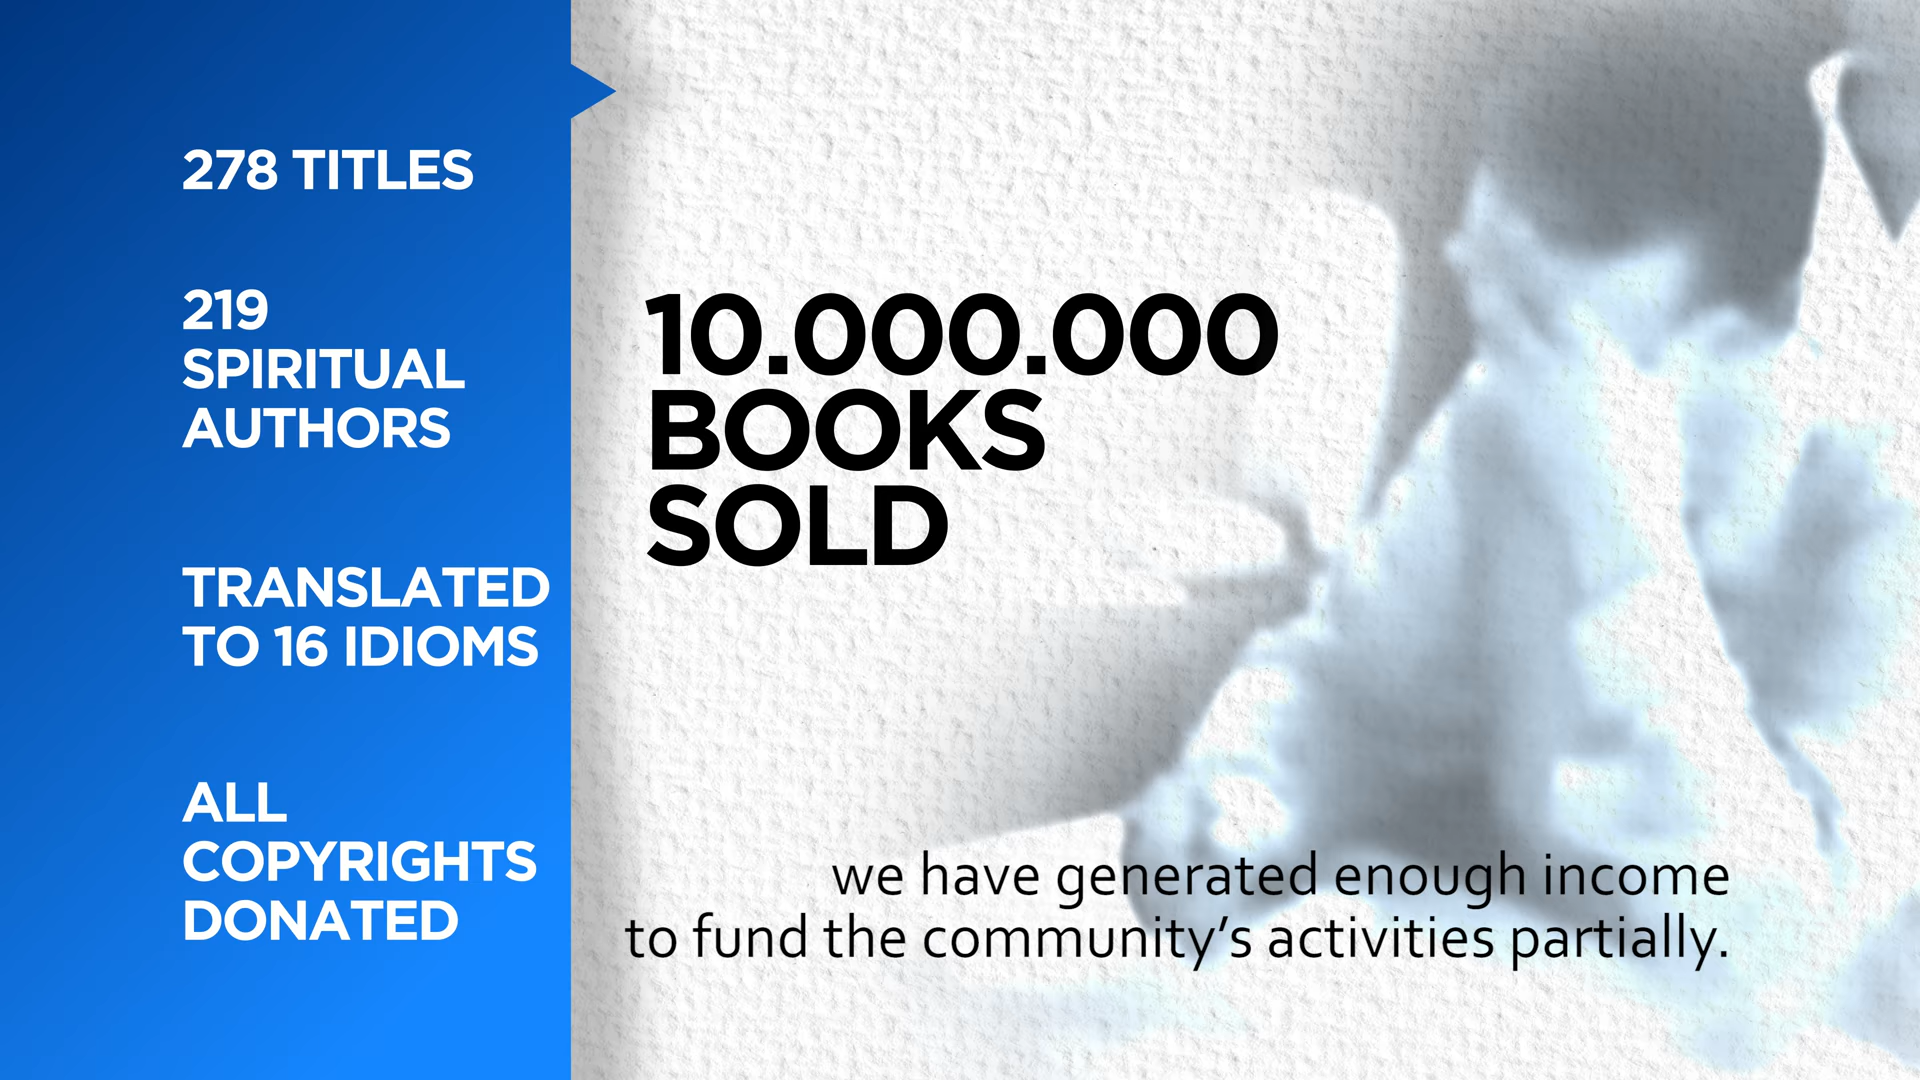 278 TITLES
219
SPIRITUAL
AUTHORS
TRANSLATED
TO 16 IDIOMS
ALL
COPYRIGHTS
DONATED
10.000.000
BOOKS
SOLD
we have generated enough income
to fund the community’s activities partially.